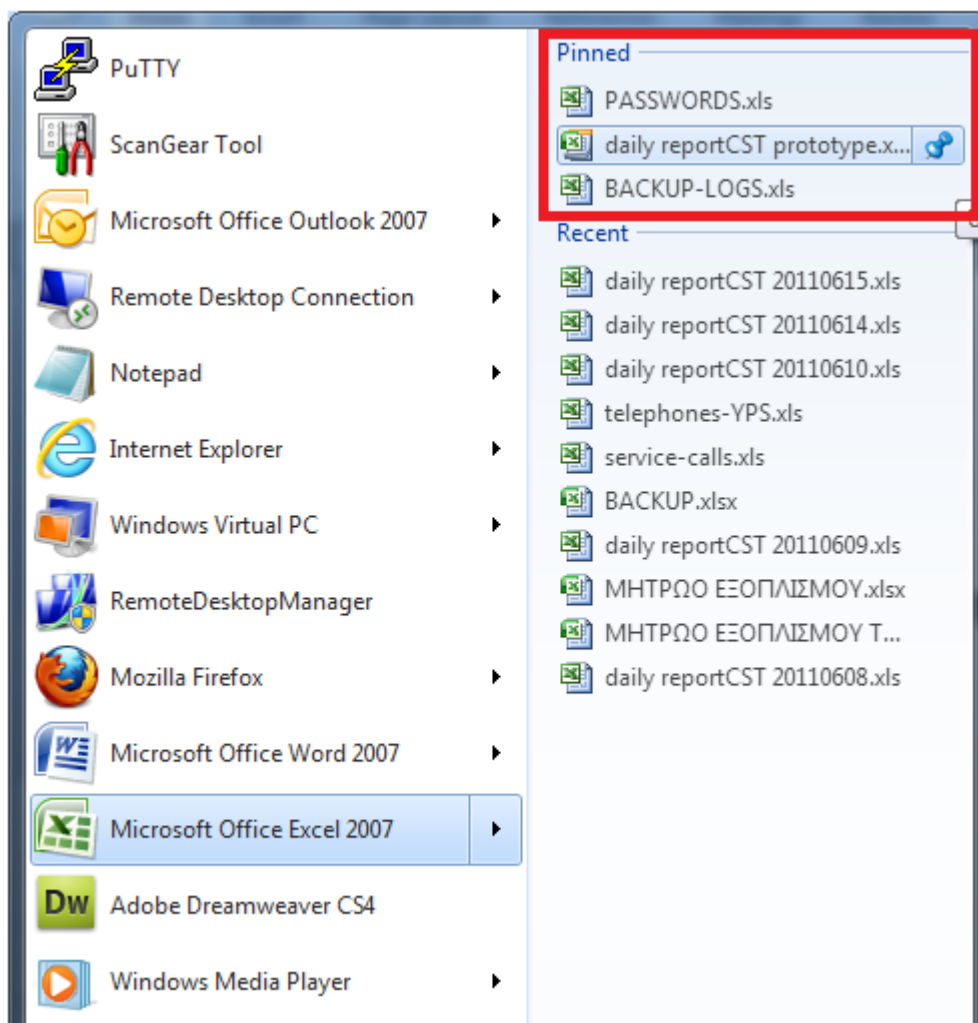 PuTTY
ScanGear Tool
Microsoft Office Outlook 2007
Remote Desktop Connection
Notepad
Internet Explorer
Windows Virtual PC
RemoteDesktopManager
Mozilla Firefox
Microsoft Office Word 2007
Microsoft Office Excel 2007
Dw Adobe Dreamweaver CS4
Windows Media Player
Pinned
PASSWORDS.xls
daily reportCST prototype.x...
BACKUP-LOGS.xls
Recent
daily reportCST 20110615.xls
daily reportCST 20110614.xls
daily reportCST 20110610.xls
telephones-YPS.xls
service-calls.xls
BACKUP.xlsx
daily reportCST 20110609.xls
ΜΗΤΡΩΟ ΕΞΟΠΛΙΣΜΟΥ.xlsx
ΜΗΤΡΩΟ ΕΞΟΠΛΙΣΜΟΥ Τ...
daily reportCST 20110608.xls